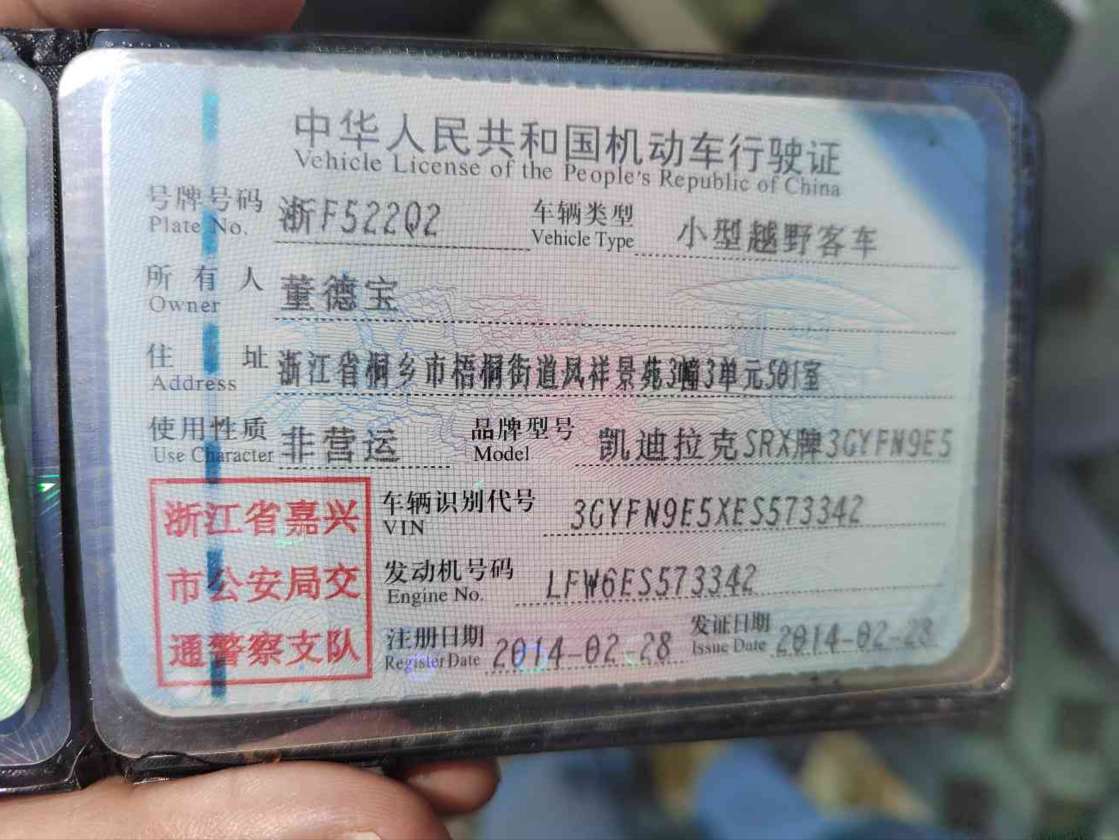 中华人民共和国机动车行驶证
Vehicle License of the People's Republic of China
号牌号码 浙F522Q2 车辆类型 小型越野客车
Plate No. Vehicle Type
所有人 董德宝
Owner
住址 浙江省桐乡市梧桐街道凤祥景苑3幢3单元501室
Address
使用性质 非营运 品牌型号 凯迪拉克SRX牌3GYFN9E5
Use Character Model
浙江省嘉兴
市公安局交
通警察支队
车辆识别代号 3GYFN9E5XES573342
VIN
发动机号码 LFW6ES573342
Engine No.
注册日期 2014-02-28 发证日期 2014-02-28
Register Date Issue Date